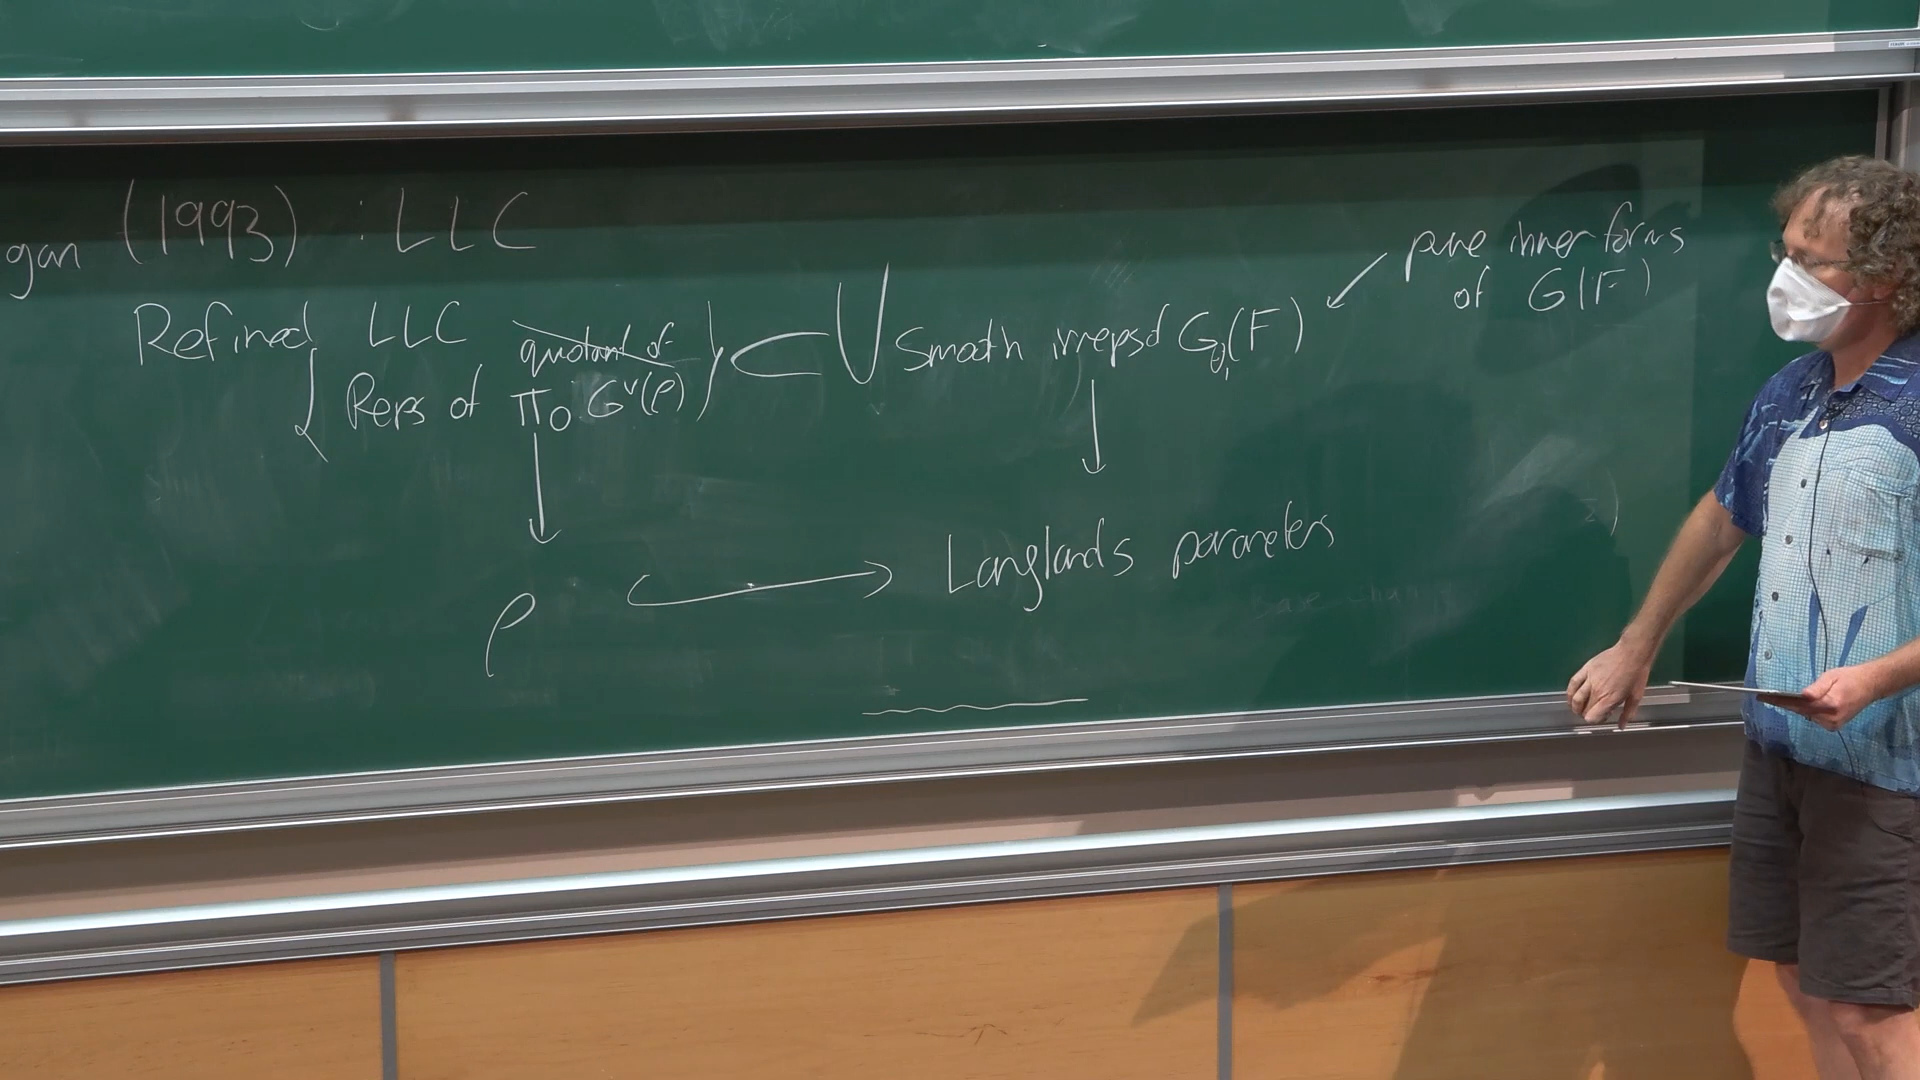 gan (1993) : LLC
Refined LLC
quotient of
{ Reps of π₀ G^v(ρ) } ⊂ ⋃ Smooth irreps of G_θ,(F) ↙ pure inner forms
of G(F)
↓ ↓
ρ ⟶ Langlands parameters